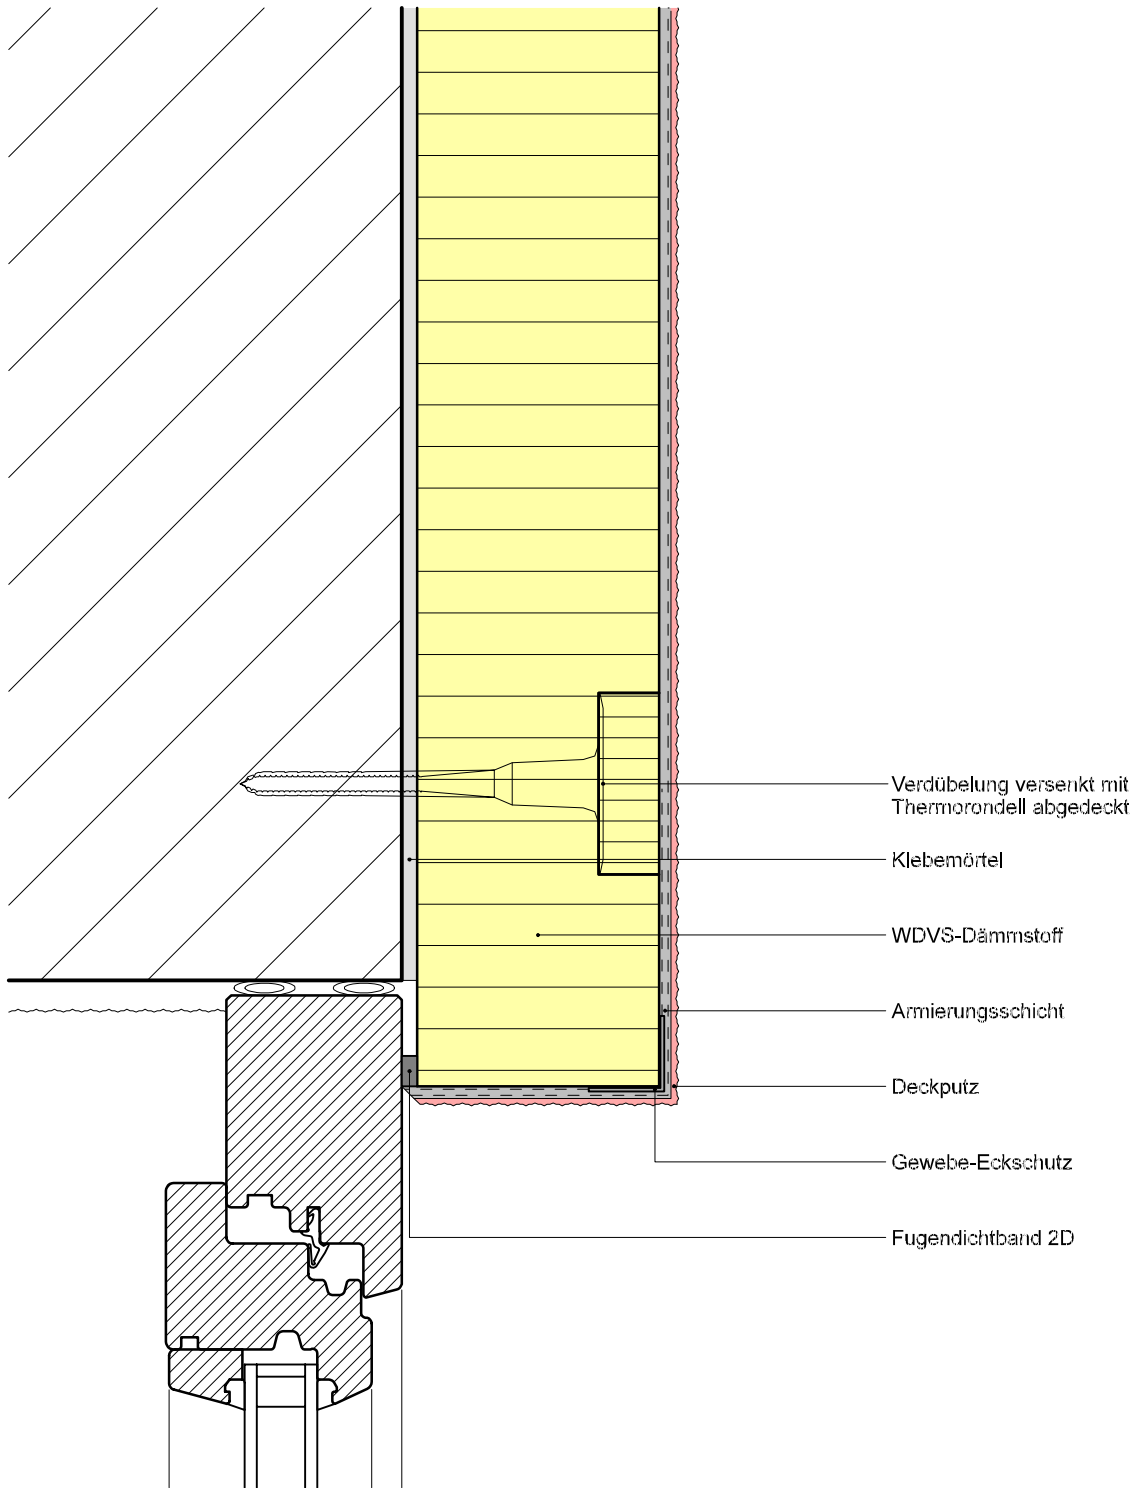 Verdübelung versenkt mit
Thermorondell abgedeckt
Klebemörtel
WDVS-Dämmstoff
Armierungsschicht
Deckputz
Gewebe-Eckschutz
Fugendichtband 2D